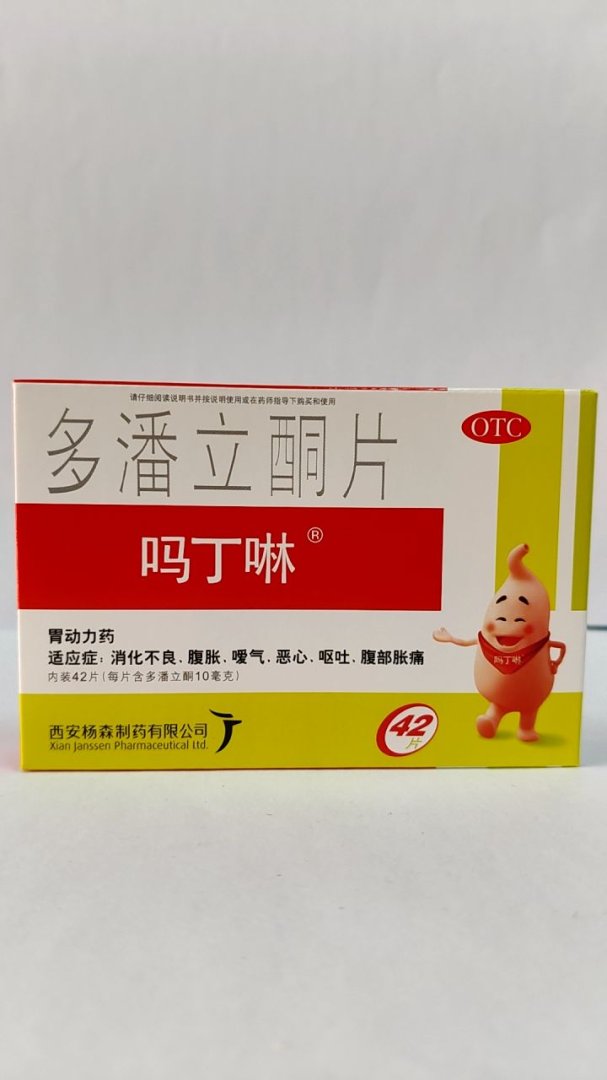 请仔细阅读说明书并按说明使用或在药师指导下购买和使用
多潘立酮片
OTC
吗丁啉®
胃动力药
适应症：消化不良、腹胀、嗳气、恶心、呕吐、腹部胀痛
内装42片（每片含多潘立酮10毫克）
吗丁啉
西安杨森制药有限公司
Xian Janssen Pharmaceutical Ltd.
42
片